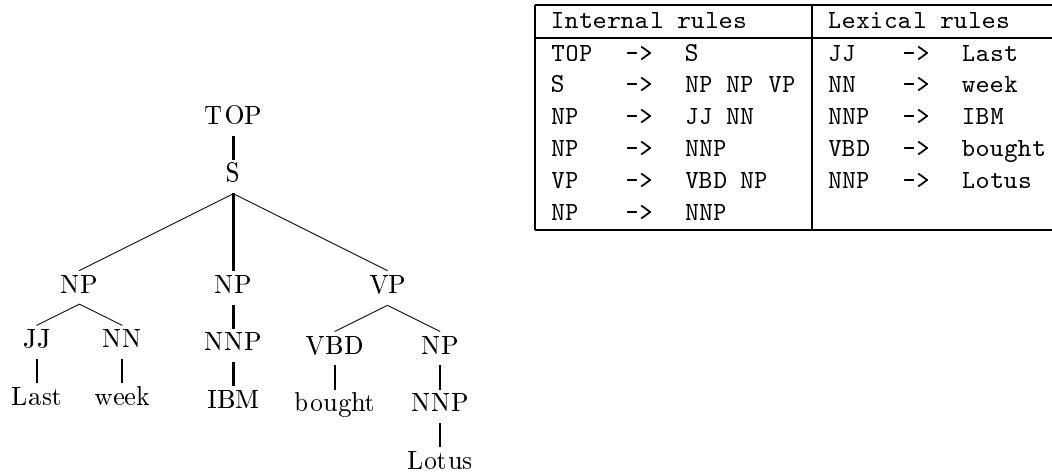 Internal rules Lexical rules
TOP -> S JJ -> Last
S -> NP NP VP NN -> week
NP -> JJ NN NNP -> IBM
NP -> NNP VBD -> bought
VP -> VBD NP NNP -> Lotus
NP -> NNP
TOP
S
NP NP VP
JJ NN NNP VBD NP
Last week IBM bought NNP
Lotus